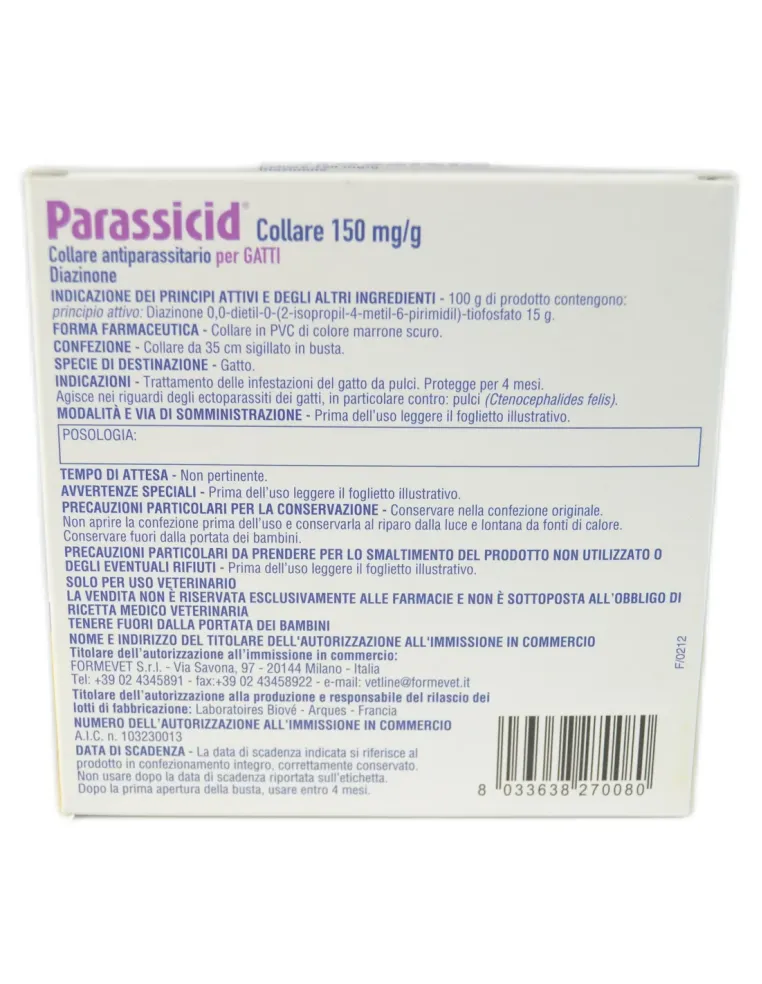 Parassicid® Collare 150 mg/g
Collare antiparassitario per GATTI
Diazinone
INDICAZIONE DEI PRINCIPI ATTIVI E DEGLI ALTRI INGREDIENTI - 100 g di prodotto contengono:
principio attivo: Diazinone 0,0-dietil-0-(2-isopropil-4-metil-6-pirimidil)-tiofosfato 15 g.
FORMA FARMACEUTICA - Collare in PVC di colore marrone scuro.
CONFEZIONE - Collare da 35 cm sigillato in busta.
SPECIE DI DESTINAZIONE - Gatto.
INDICAZIONI - Trattamento delle infestazioni del gatto da pulci. Protegge per 4 mesi.
Agisce nei riguardi degli ectoparassiti dei gatti, in particolare contro: pulci (Ctenocephalides felis).
MODALITÀ E VIA DI SOMMINISTRAZIONE - Prima dell'uso leggere il foglietto illustrativo.
POSOLOGIA:
TEMPO DI ATTESA - Non pertinente.
AVVERTENZE SPECIALI - Prima dell'uso leggere il foglietto illustrativo.
PRECAUZIONI PARTICOLARI PER LA CONSERVAZIONE - Conservare nella confezione originale.
Non aprire la confezione prima dell'uso e conservarla al riparo dalla luce e lontana da fonti di calore.
Conservare fuori dalla portata dei bambini.
PRECAUZIONI PARTICOLARI DA PRENDERE PER LO SMALTIMENTO DEL PRODOTTO NON UTILIZZATO O
DEGLI EVENTUALI RIFIUTI - Prima dell'uso leggere il foglietto illustrativo.
SOLO PER USO VETERINARIO
LA VENDITA NON È RISERVATA ESCLUSIVAMENTE ALLE FARMACIE E NON È SOTTOPOSTA ALL'OBBLIGO DI
RICETTA MEDICO VETERINARIA
TENERE FUORI DALLA PORTATA DEI BAMBINI
NOME E INDIRIZZO DEL TITOLARE DELL'AUTORIZZAZIONE ALL'IMMISSIONE IN COMMERCIO
Titolare dell'autorizzazione all'immissione in commercio:
FORMEVET S.r.l. - Via Savona, 97 - 20144 Milano - Italia
Tel: +39 02 4345891 - fax:+39 02 43458922 - e-mail: vetline@formevet.it
Titolare dell'autorizzazione alla produzione e responsabile del rilascio dei
lotti di fabbricazione: Laboratoires Biové - Arques - Francia
NUMERO DELL'AUTORIZZAZIONE ALL'IMMISSIONE IN COMMERCIO
A.I.C. n. 103230013
DATA DI SCADENZA - La data di scadenza indicata si riferisce al
prodotto in confezionamento integro, correttamente conservato.
Non usare dopo la data di scadenza riportata sull'etichetta.
Dopo la prima apertura della busta, usare entro 4 mesi.
F/0212
8 033638 270080